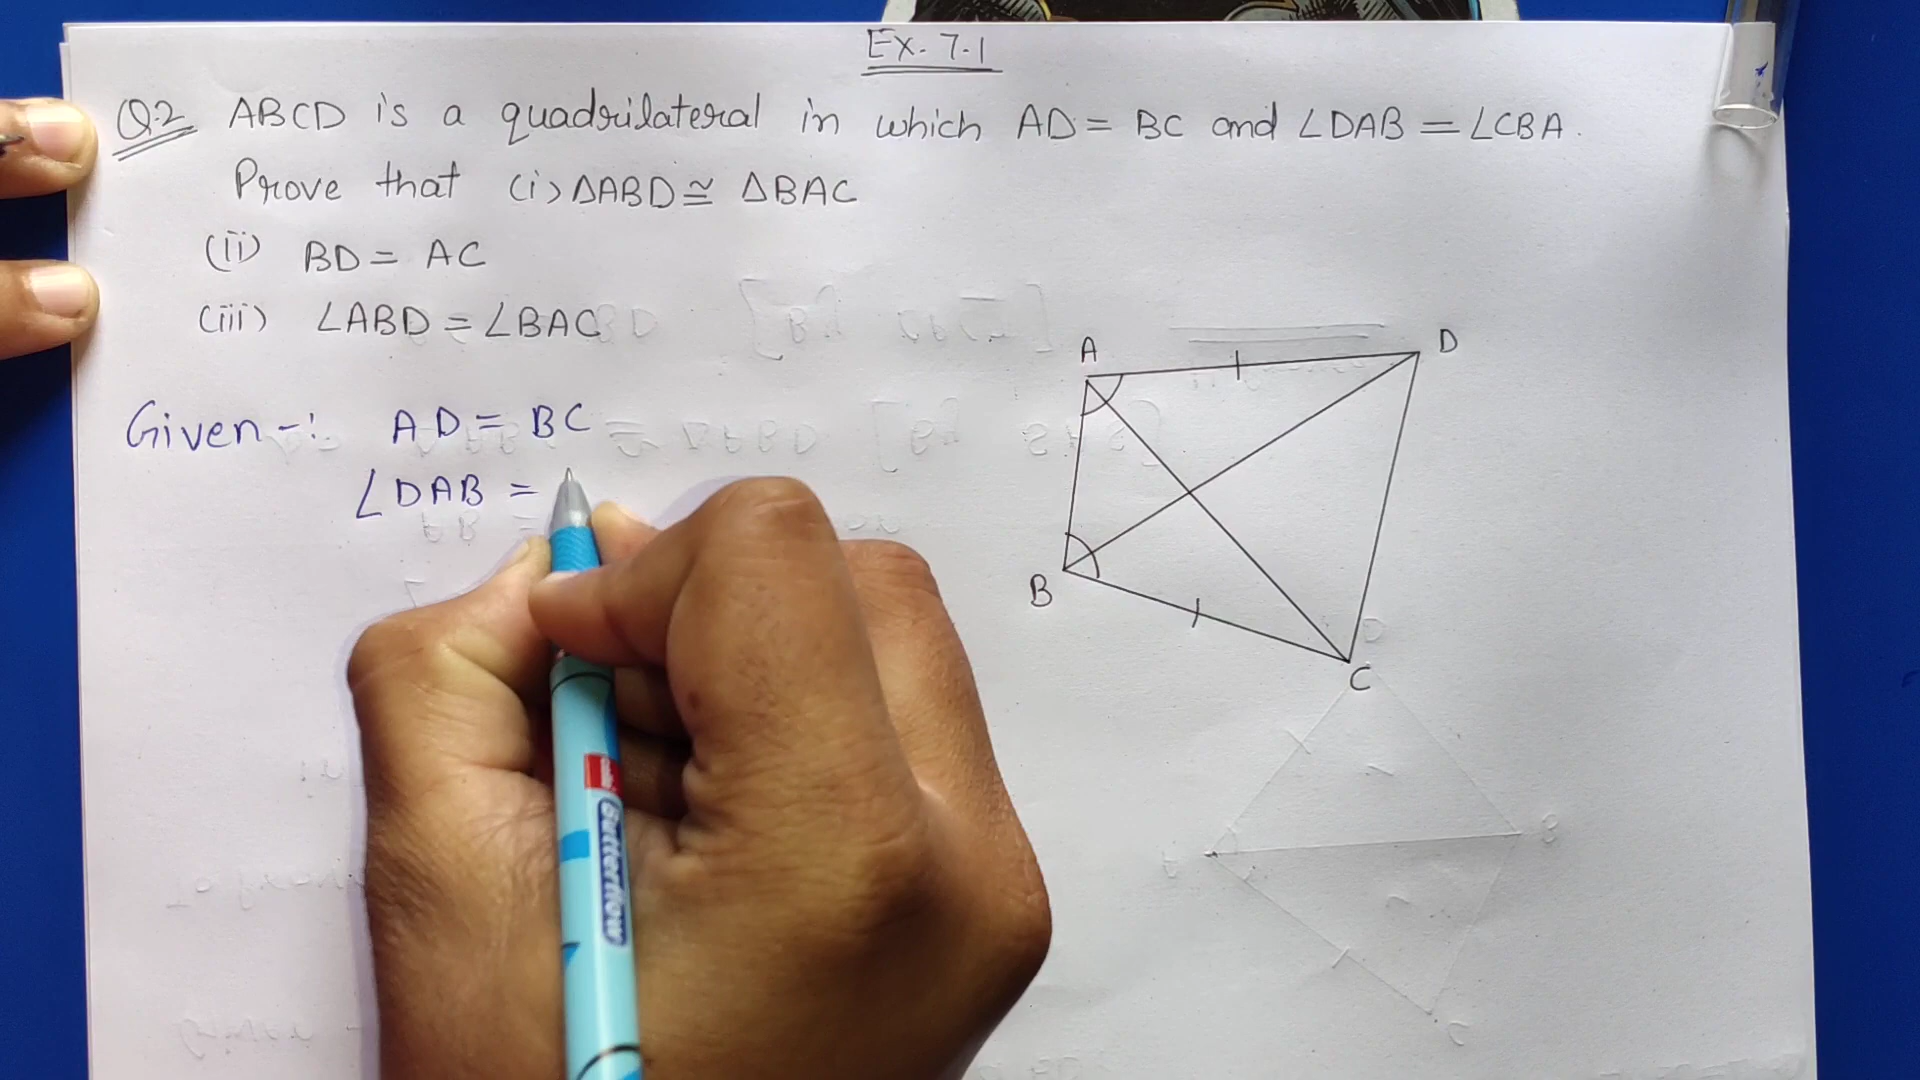 Ex- 7.1
Q.2 ABCD is a quadrilateral in which AD = BC and ∠DAB = ∠CBA.
Prove that (i) ΔABD ≅ ΔBAC
(ii) BD = AC
(iii) ∠ABD = ∠BAC
Given -: AD = BC
∠DAB =
A
D
B
C
Butterflow